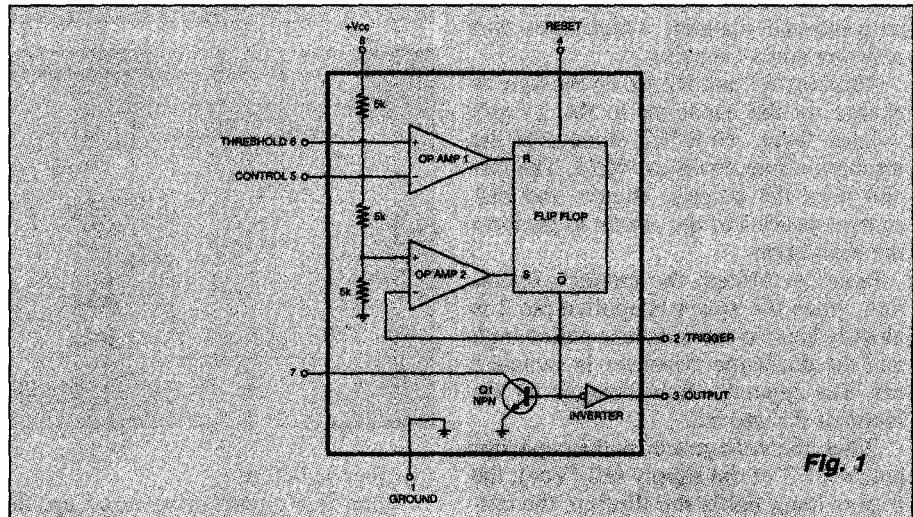 +Vcc
8
RESET
4
5k
THRESHOLD 6
+
OP AMP 1
R
CONTROL 5
-
5k
FLIP FLOP
+
OP AMP 2
S
Q
5k
-
2 TRIGGER
7
Q1
NPN
3 OUTPUT
INVERTER
1
GROUND
Fig. 1